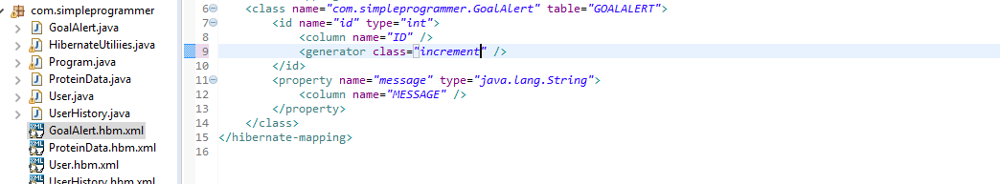 com.simpleprogrammer
GoalAlert.java
HibernateUtiliies.java
Program.java
ProteinData.java
User.java
UserHistory.java
GoalAlert.hbm.xml
ProteinData.hbm.xml
User.hbm.xml
UserHistory.hbm.xml
6 <class name="com.simpleprogrammer.GoalAlert" table="GOALALERT">
7 <id name="id" type="int">
8 <column name="ID" />
9 <generator class="increment" />
10 </id>
11 <property name="message" type="java.lang.String">
12 <column name="MESSAGE" />
13 </property>
14 </class>
15 </hibernate-mapping>
16